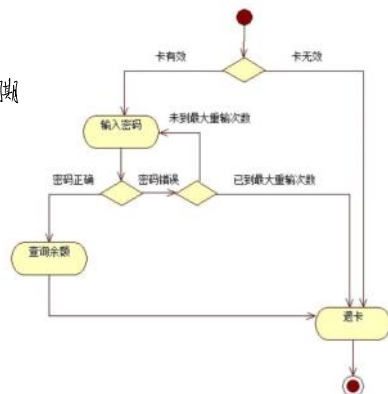 卡有效 卡无效
输入密码 未到最大重输次数
密码正确 密码错误 已到最大重输次数
查询余额
退卡